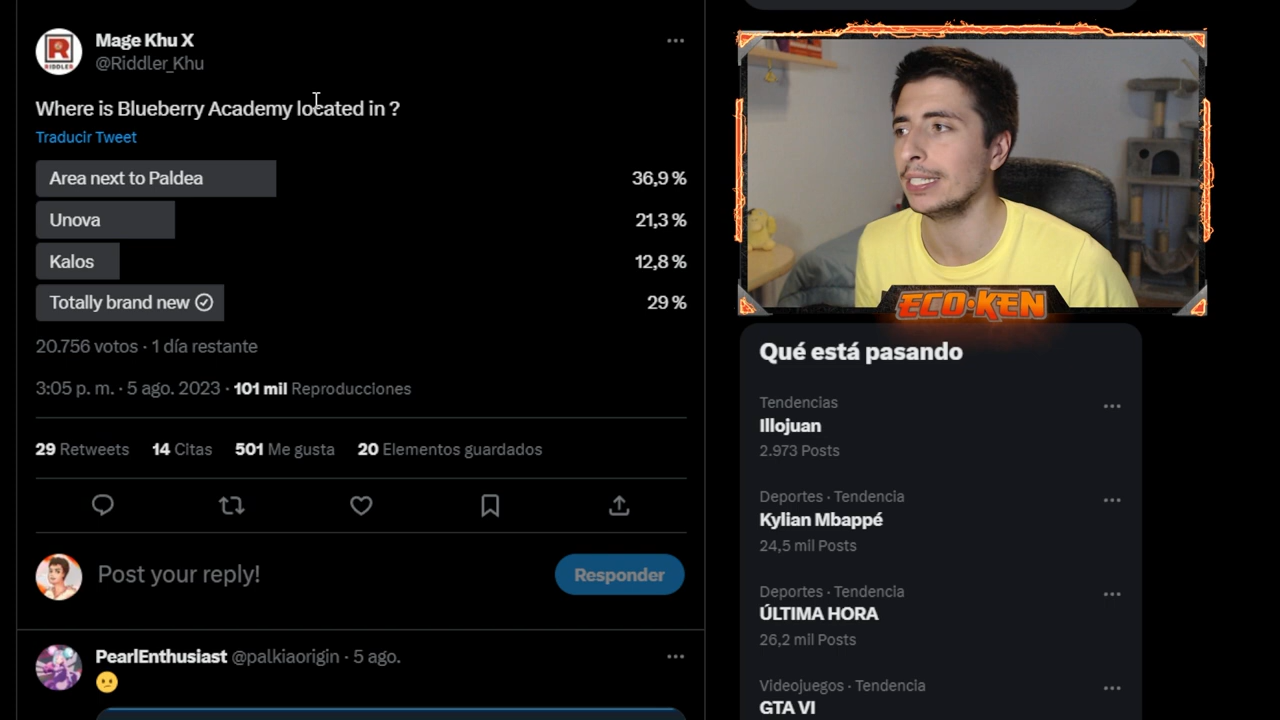 Mage Khu X
@Riddler_Khu
RIDDLER
Where is Blueberry Academy located in ?
Traducir Tweet
Area next to Paldea 36,9 %
Unova 21,3 %
Kalos 12,8 %
Totally brand new 29 %
20.756 votos · 1 día restante
3:05 p. m. · 5 ago. 2023 · 101 mil Reproducciones
29 Retweets 14 Citas 501 Me gusta 20 Elementos guardados
Post your reply!
Responder
PearlEnthusiast @palkiaorigin · 5 ago.
ECO·KEN
Qué está pasando
Tendencias
Illojuan
2.973 Posts
Deportes · Tendencia
Kylian Mbappé
24,5 mil Posts
Deportes · Tendencia
ÚLTIMA HORA
26,2 mil Posts
Videojuegos · Tendencia
GTA VI